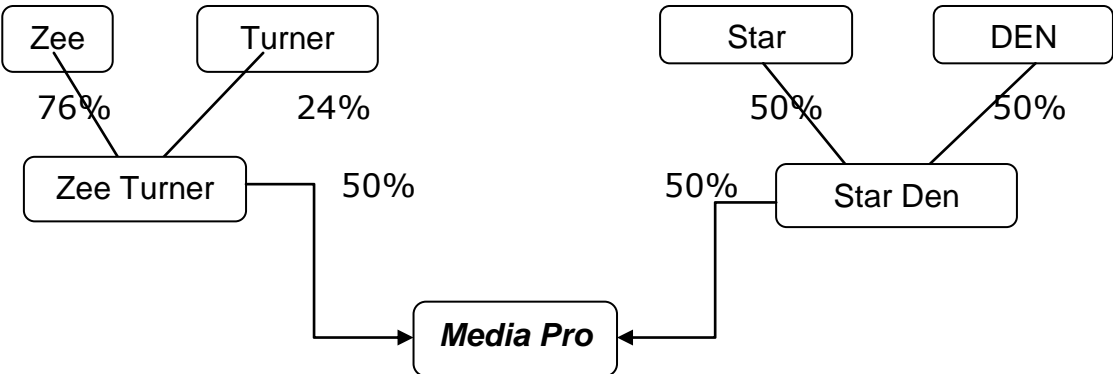 Zee Turner Star DEN
76% 24% 50% 50%
Zee Turner 50% 50% Star Den
Media Pro